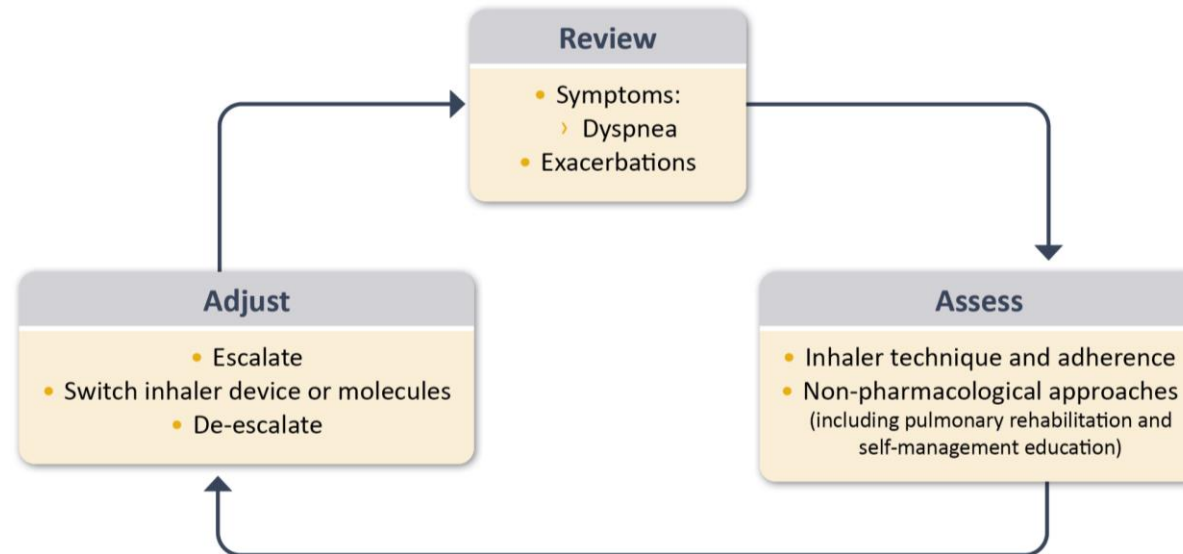 Review
• Symptoms:
› Dyspnea
• Exacerbations
Assess
• Inhaler technique and adherence
• Non-pharmacological approaches
(including pulmonary rehabilitation and
self-management education)
Adjust
• Escalate
• Switch inhaler device or molecules
• De-escalate